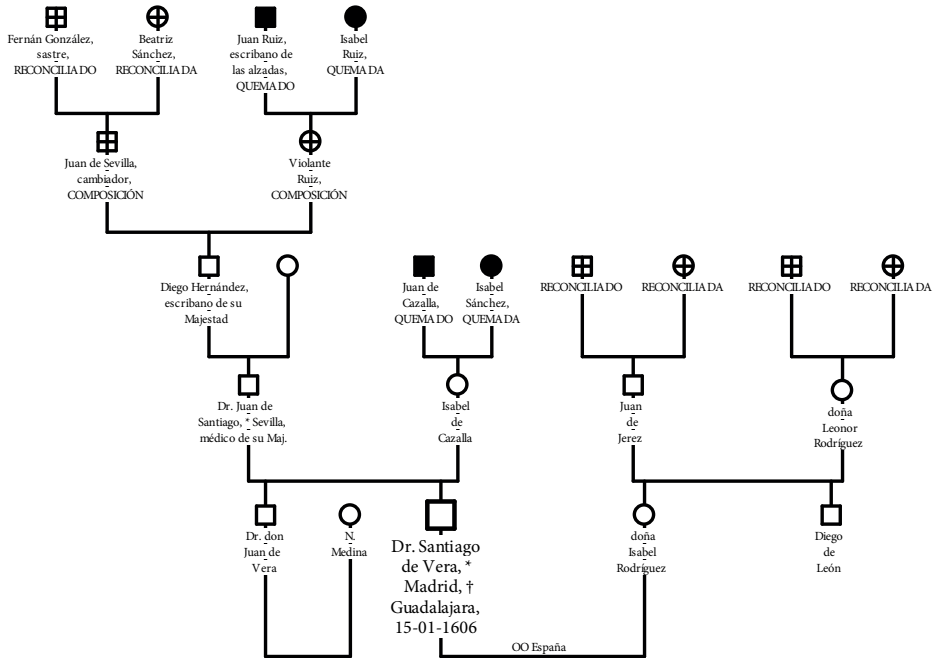 Fernán González,
sastre,
RECONCILIADO
Beatriz
Sánchez,
RECONCILIADA
Juan Ruiz,
escribano de
las alzadas,
QUEMADO
Isabel
Ruiz,
QUEMADA
Juan de Sevilla,
cambiador,
COMPOSICIÓN
Violante
Ruiz,
COMPOSICIÓN
Diego Hernández,
escribano de su
Majestad
Juan de
Cazalla,
QUEMADO
Isabel
Sánchez,
QUEMADA
RECONCILIADO
RECONCILIADA
RECONCILIADO
RECONCILIADA
Dr. Juan de
Santiago, * Sevilla,
médico de su Maj.
Isabel
de
Cazalla
Juan
de
Jerez
doña
Leonor
Rodríguez
Dr. don
Juan de
Vera
N.
Medina
Dr. Santiago
de Vera, *
Madrid, †
Guadalajara,
15-01-1606
doña
Isabel
Rodríguez
Diego
de
León
OO España